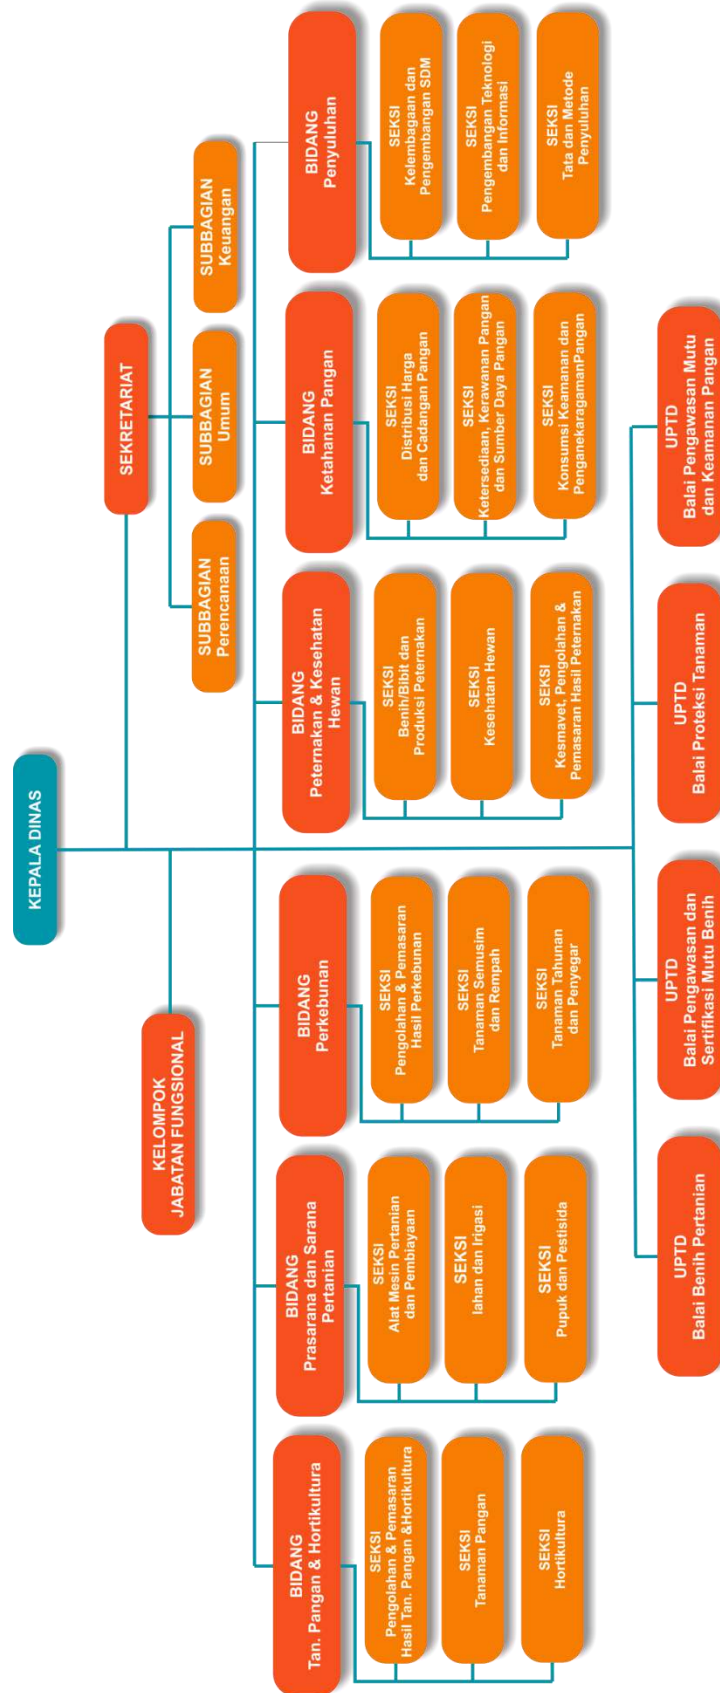 KEPALA DINAS
KELOMPOK
JABATAN FUNGSIONAL
SEKRETARIAT
SUBBAGIAN
Perencanaan
SUBBAGIAN
Umum
SUBBAGIAN
Keuangan
BIDANG
Tan. Pangan & Hortikultura
SEKSI
Pengolahan & Pemasaran
Hasil Tan. Pangan &Hortikultura
SEKSI
Tanaman Pangan
SEKSI
Hortikultura
BIDANG
Prasarana dan Sarana
Pertanian
SEKSI
Alat Mesin Pertanian
dan Pembiayaan
SEKSI
lahan dan Irigasi
SEKSI
Pupuk dan Pestisida
BIDANG
Perkebunan
SEKSI
Pengolahan & Pemasaran
Hasil Perkebunan
SEKSI
Tanaman Semusim
dan Rempah
SEKSI
Tanaman Tahunan
dan Penyegar
BIDANG
Peternakan & Kesehatan
Hewan
SEKSI
Benih/Bibit dan
Produksi Peternakan
SEKSI
Kesehatan Hewan
SEKSI
Kesmavet, Pengolahan &
Pemasaran Hasil Peternakan
BIDANG
Ketahanan Pangan
SEKSI
Distribusi Harga
dan Cadangan Pangan
SEKSI
Ketersediaan, Kerawanan Pangan
dan Sumber Daya Pangan
SEKSI
Konsumsi Keamanan dan
PenganekaragamanPangan
BIDANG
Penyuluhan
SEKSI
Kelembagaan dan
Pengembangan SDM
SEKSI
Pengembangan Teknologi
dan Informasi
SEKSI
Tata dan Metode
Penyuluhan
UPTD
Balai Benih Pertanian
UPTD
Balai Pengawasan dan
Sertifikasi Mutu Benih
UPTD
Balai Proteksi Tanaman
UPTD
Balai Pengawasan Mutu
dan Keamanan Pangan